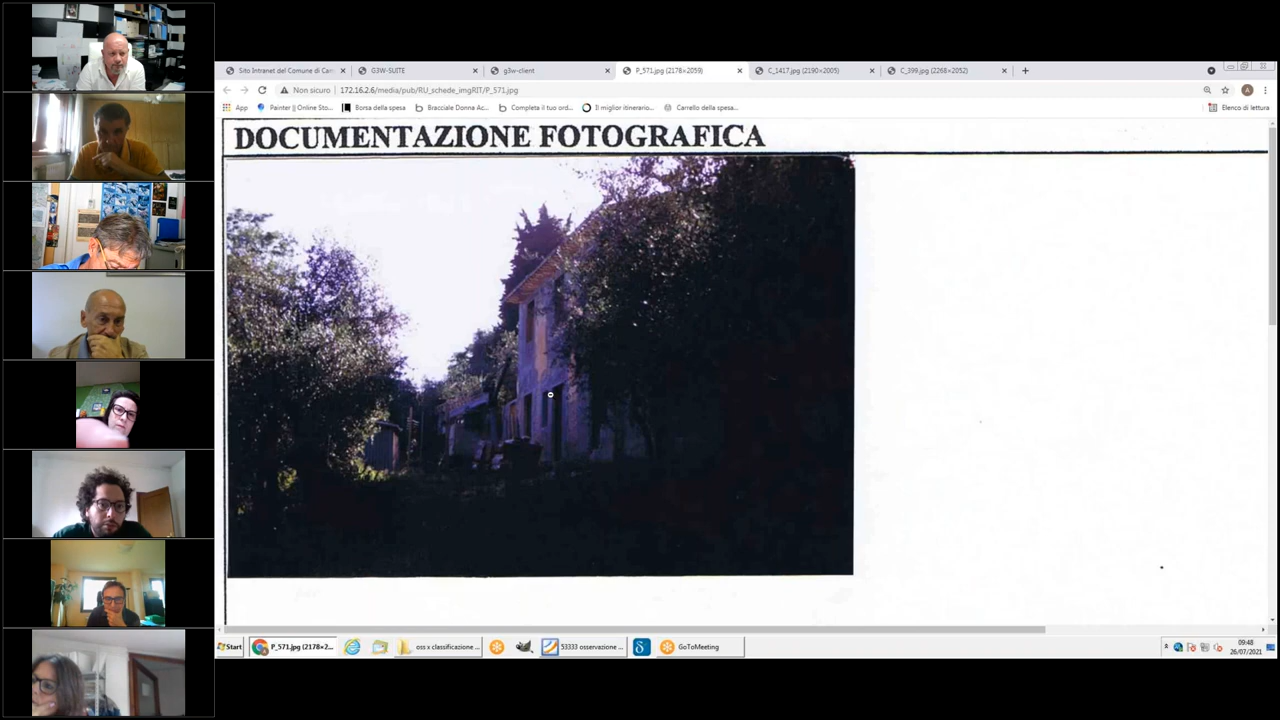 Sito Intranet del Comune di Cam
G3W-SUITE
g3w-client
P_571.jpg (2178×2059)
C_1417.jpg (2190×2005)
C_399.jpg (2268×2052)
Non sicuro
172.16.2.6/media/pub/RU_schede_imgRIT/P_571.jpg
A
App
Painter || Online Sto...
Borsa della spesa
Bracciale Donna Ac...
Completa il tuo ord...
Il miglior itinerario...
Carrello della spesa...
Elenco di lettura
DOCUMENTAZIONE FOTOGRAFICA
Start
P_571.jpg (2178×2...
oss x classificazione ...
53333 osservazione ...
GoToMeeting
09:48
26/07/2021